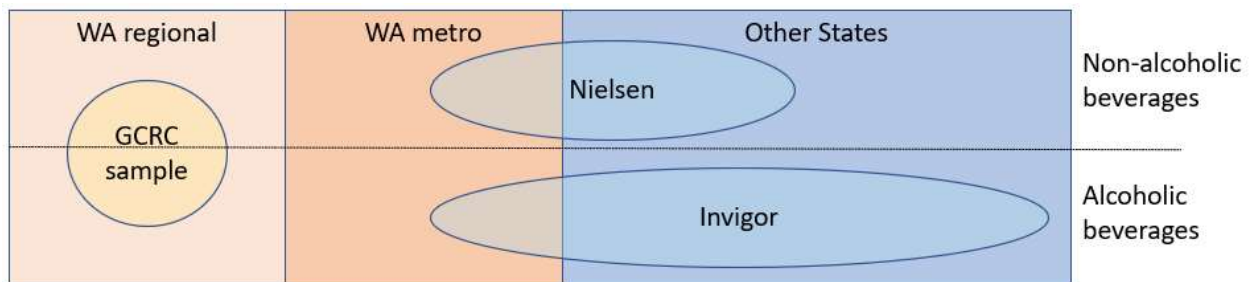 WA regional
WA metro
Other States
Nielsen
Non-alcoholic
beverages
GCRC
sample
Invigor
Alcoholic
beverages